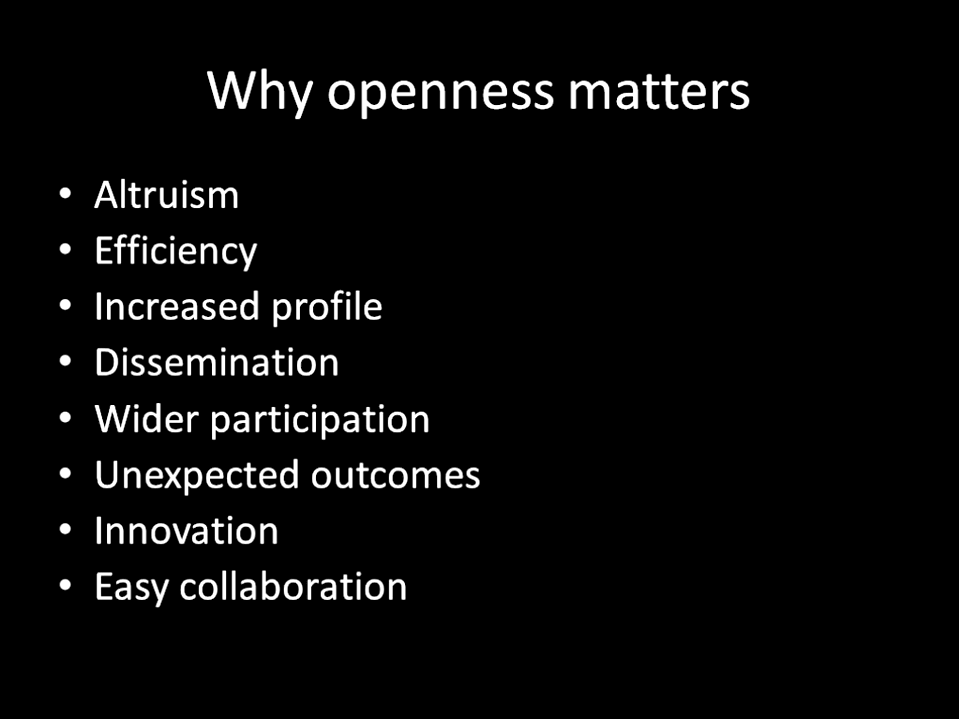 Why openness matters
• Altruism
• Efficiency
• Increased profile
• Dissemination
• Wider participation
• Unexpected outcomes
• Innovation
• Easy collaboration